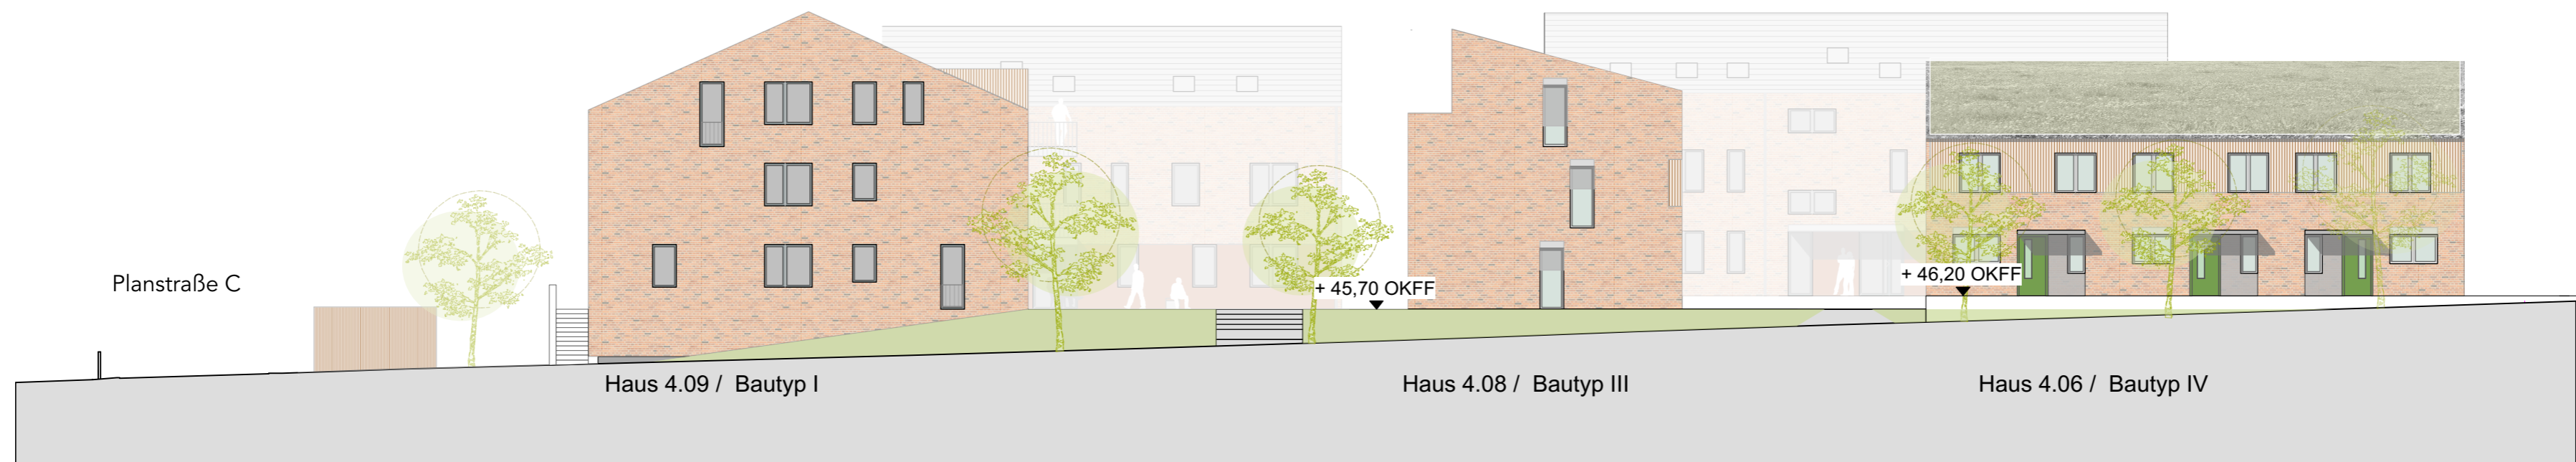 Planstraße C
+ 45,70 OKFF
+ 46,20 OKFF
Haus 4.09 / Bautyp I
Haus 4.08 / Bautyp III
Haus 4.06 / Bautyp IV